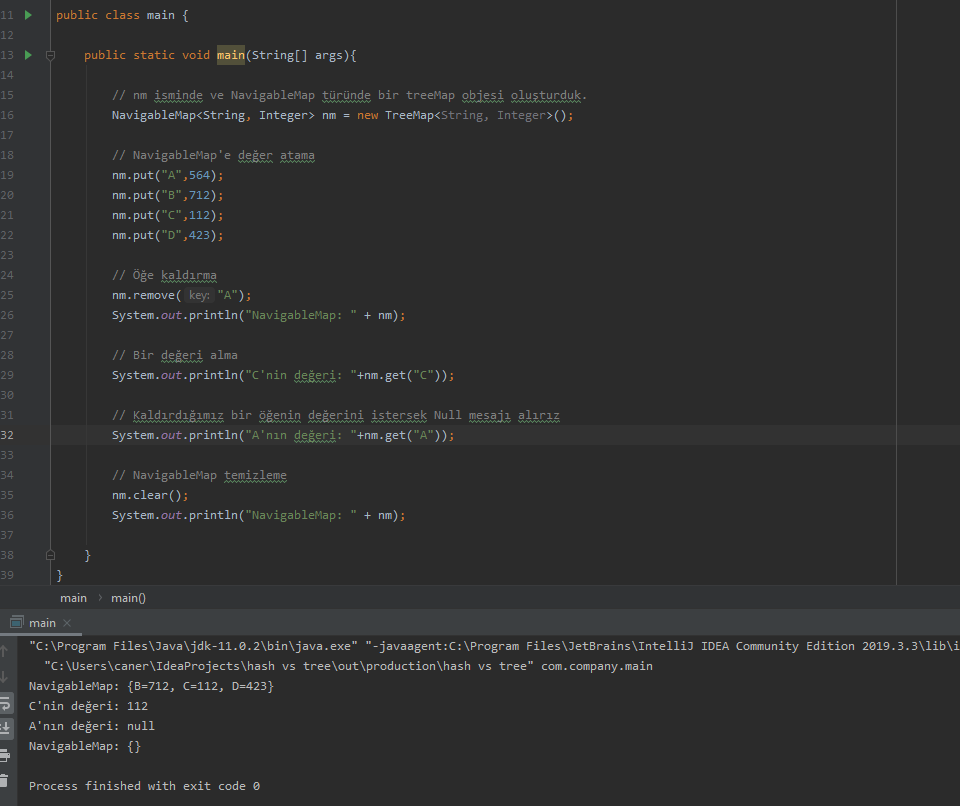 11 public class main {
12
13 public static void main(String[] args){
14
15 // nm isminde ve NavigableMap türünde bir treeMap objesi oluşturduk.
16 NavigableMap<String, Integer> nm = new TreeMap<String, Integer>();
17
18 // NavigableMap'e değer atama
19 nm.put("A",564);
20 nm.put("B",712);
21 nm.put("C",112);
22 nm.put("D",423);
23
24 // Öğe kaldırma
25 nm.remove( key: "A");
26 System.out.println("NavigableMap: " + nm);
27
28 // Bir değeri alma
29 System.out.println("C'nin değeri: "+nm.get("C"));
30
31 // Kaldırdığımız bir öğenin değerini istersek Null mesajı alırız
32 System.out.println("A'nın değeri: "+nm.get("A"));
33
34 // NavigableMap temizleme
35 nm.clear();
36 System.out.println("NavigableMap: " + nm);
37
38 }
39 }
main > main()
main ×
"C:\Program Files\Java\jdk-11.0.2\bin\java.exe" "-javaagent:C:\Program Files\JetBrains\IntelliJ IDEA Community Edition 2019.3.3\lib\i
"C:\Users\caner\IdeaProjects\hash vs tree\out\production\hash vs tree" com.company.main
NavigableMap: {B=712, C=112, D=423}
C'nin değeri: 112
A'nın değeri: null
NavigableMap: {}
Process finished with exit code 0